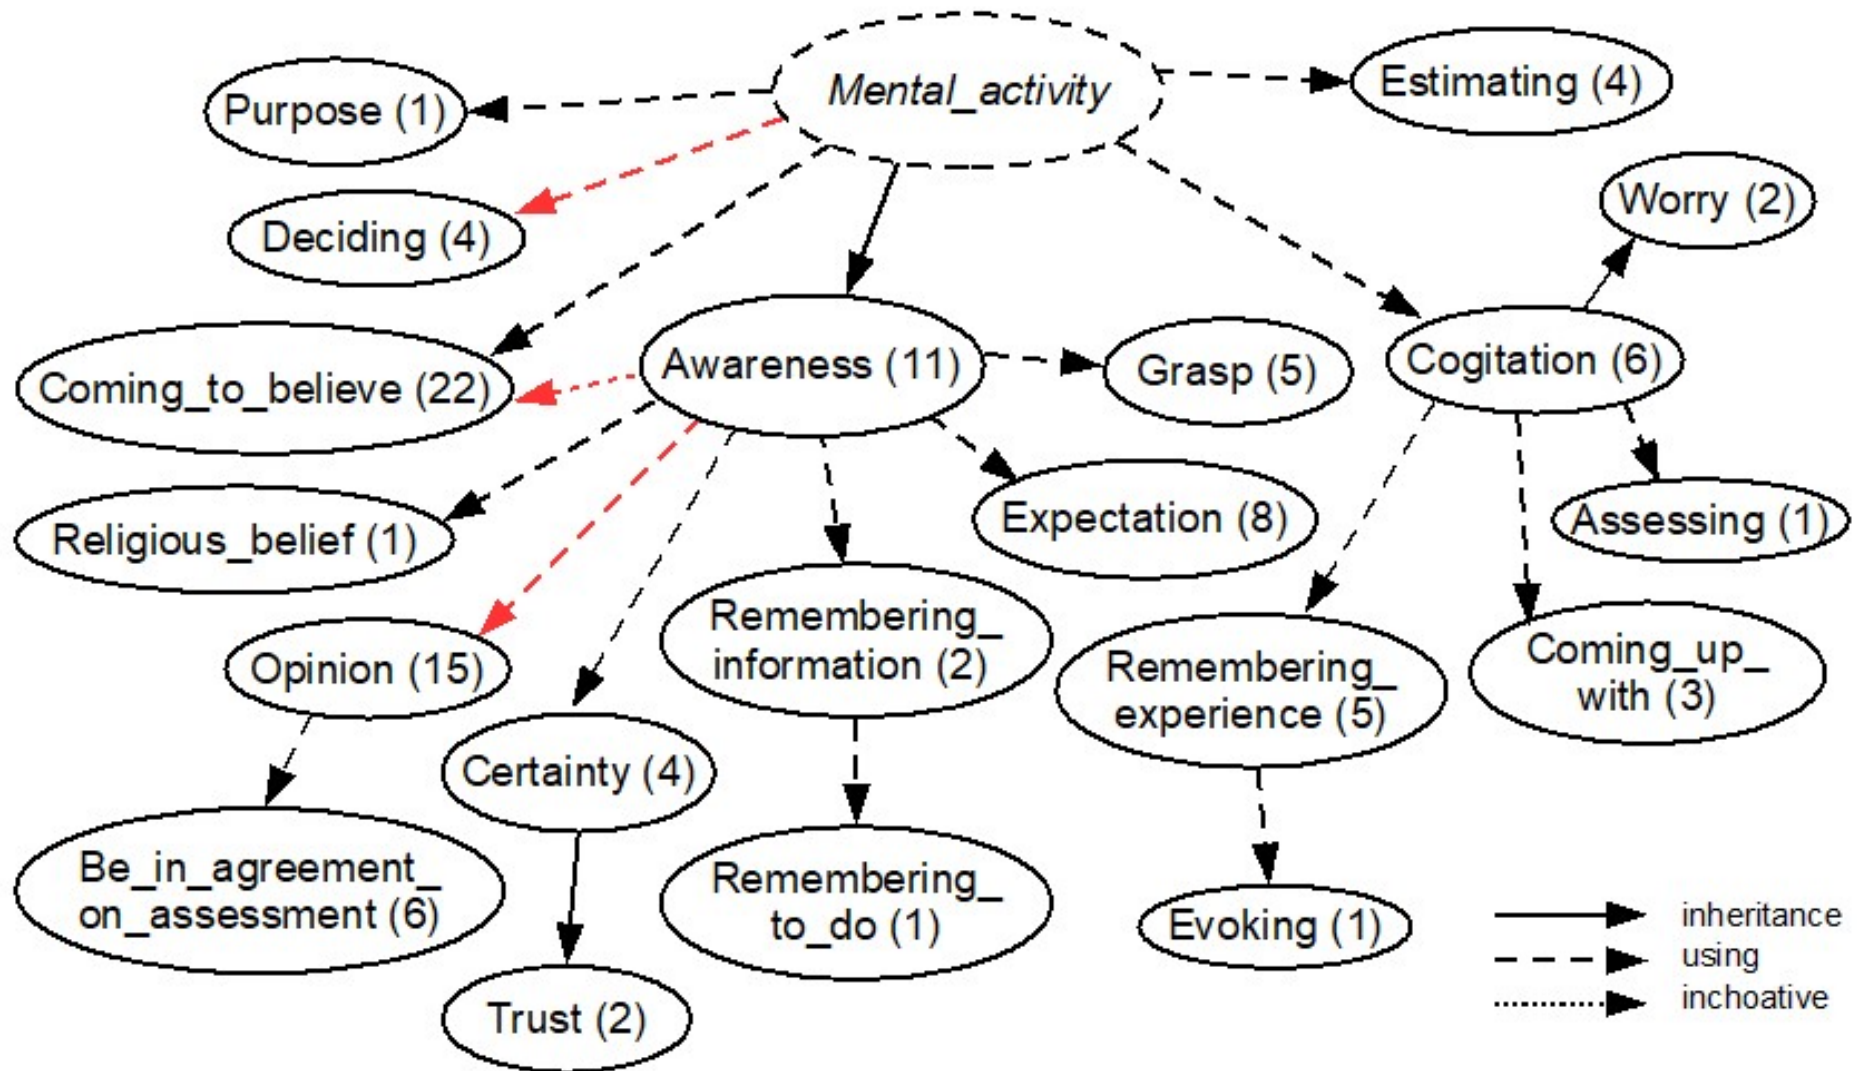 Mental_activity
Estimating (4)
Purpose (1)
Worry (2)
Deciding (4)
Coming_to_believe (22)
Awareness (11)
Grasp (5)
Cogitation (6)
Religious_belief (1)
Expectation (8)
Assessing (1)
Opinion (15)
Remembering_
information (2)
Remembering_
experience (5)
Coming_up_
with (3)
Certainty (4)
Be_in_agreement_
on_assessment (6)
Remembering_
to_do (1)
Evoking (1)
Trust (2)
inheritance
using
inchoative